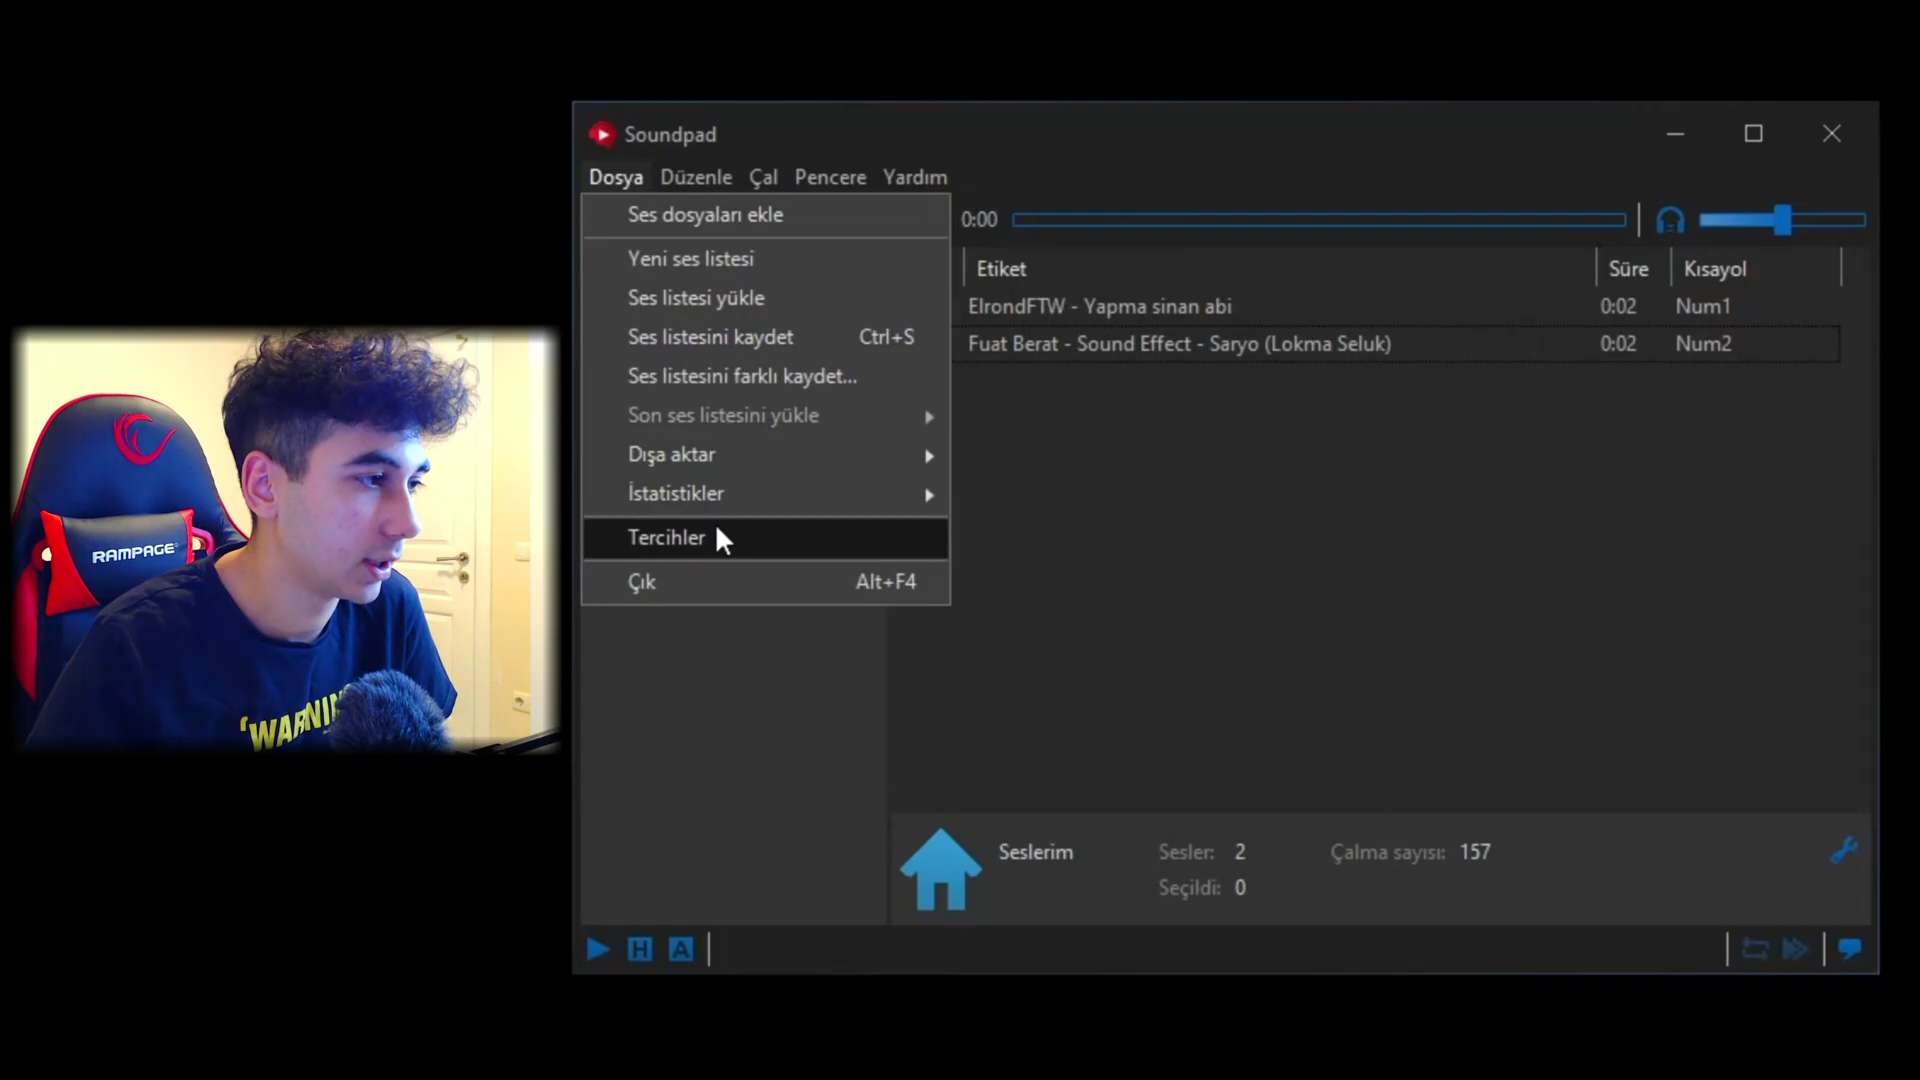 Soundpad
Dosya Düzenle Çal Pencere Yardım
Ses dosyaları ekle
Yeni ses listesi
Ses listesi yükle
Ses listesini kaydet Ctrl+S
Ses listesini farklı kaydet...
Son ses listesini yükle
Dışa aktar
İstatistikler
Tercihler
Çık Alt+F4
0:00
Etiket Süre Kısayol
ElrondFTW - Yapma sinan abi 0:02 Num1
Fuat Berat - Sound Effect - Saryo (Lokma Seluk) 0:02 Num2
RAMPAGE
Seslerim Sesler: 2 Çalma sayısı: 157
Seçildi: 0
H A